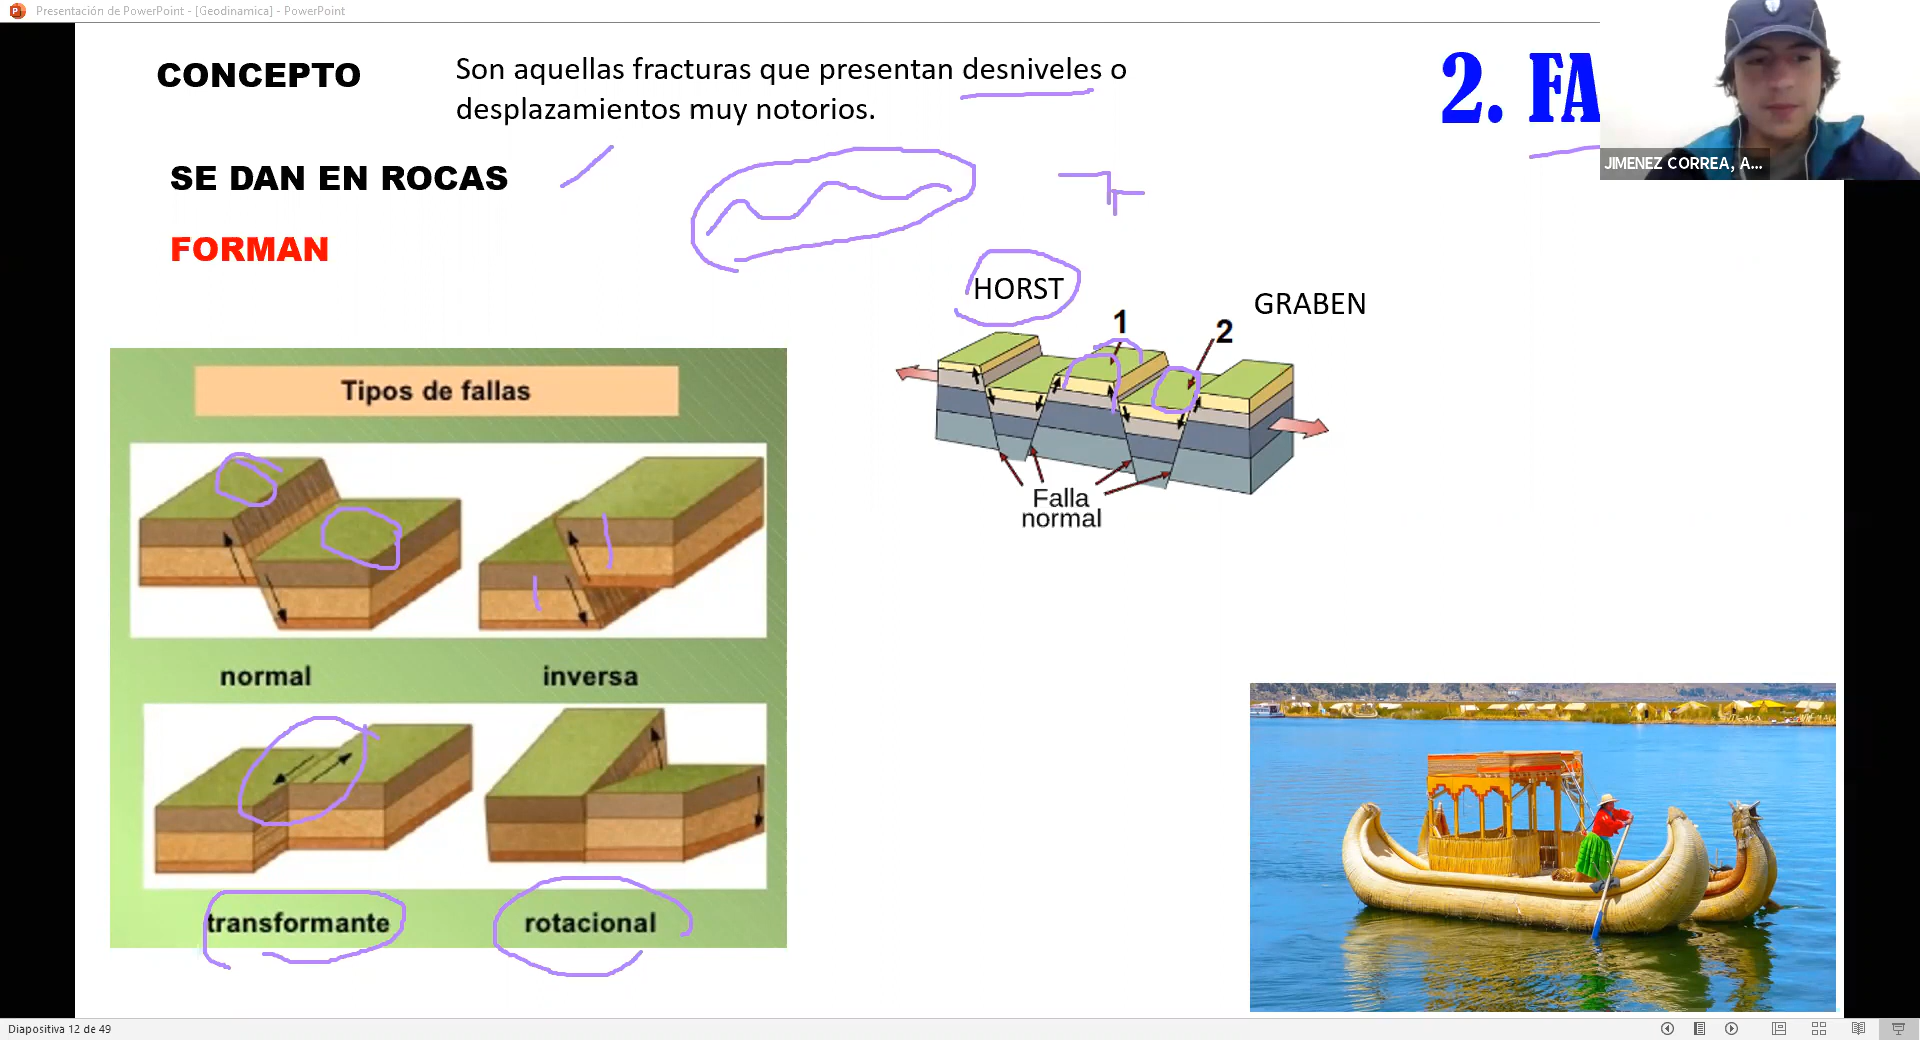 Presentación de PowerPoint - [Geodinamica] - PowerPoint
CONCEPTO
Son aquellas fracturas que presentan desniveles o
desplazamientos muy notorios.
2. FA
JIMENEZ CORREA, A...
SE DAN EN ROCAS
FORMAN
HORST
GRABEN
1
2
Falla
normal
Tipos de fallas
normal
inversa
transformante
rotacional
Diapositiva 12 de 49